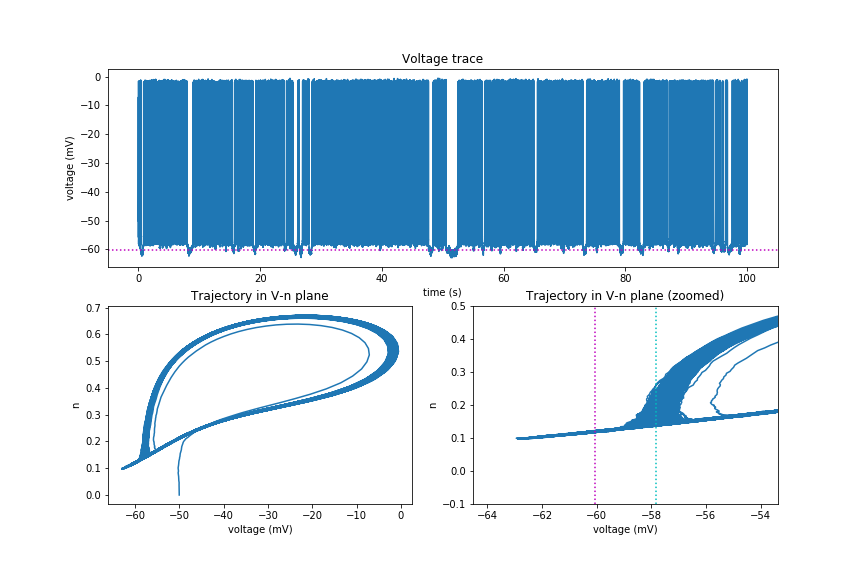 Voltage trace
0
−10
−20
−30
−40
−50
−60
voltage (mV)
0 20 40 60 80 100
time (s)
Trajectory in V-n plane
0.7
0.6
0.5
0.4
0.3
0.2
0.1
0.0
n
−60 −50 −40 −30 −20 −10 0
voltage (mV)
Trajectory in V-n plane (zoomed)
0.5
0.4
0.3
0.2
0.1
0.0
−0.1
n
−64 −62 −60 −58 −56 −54
voltage (mV)